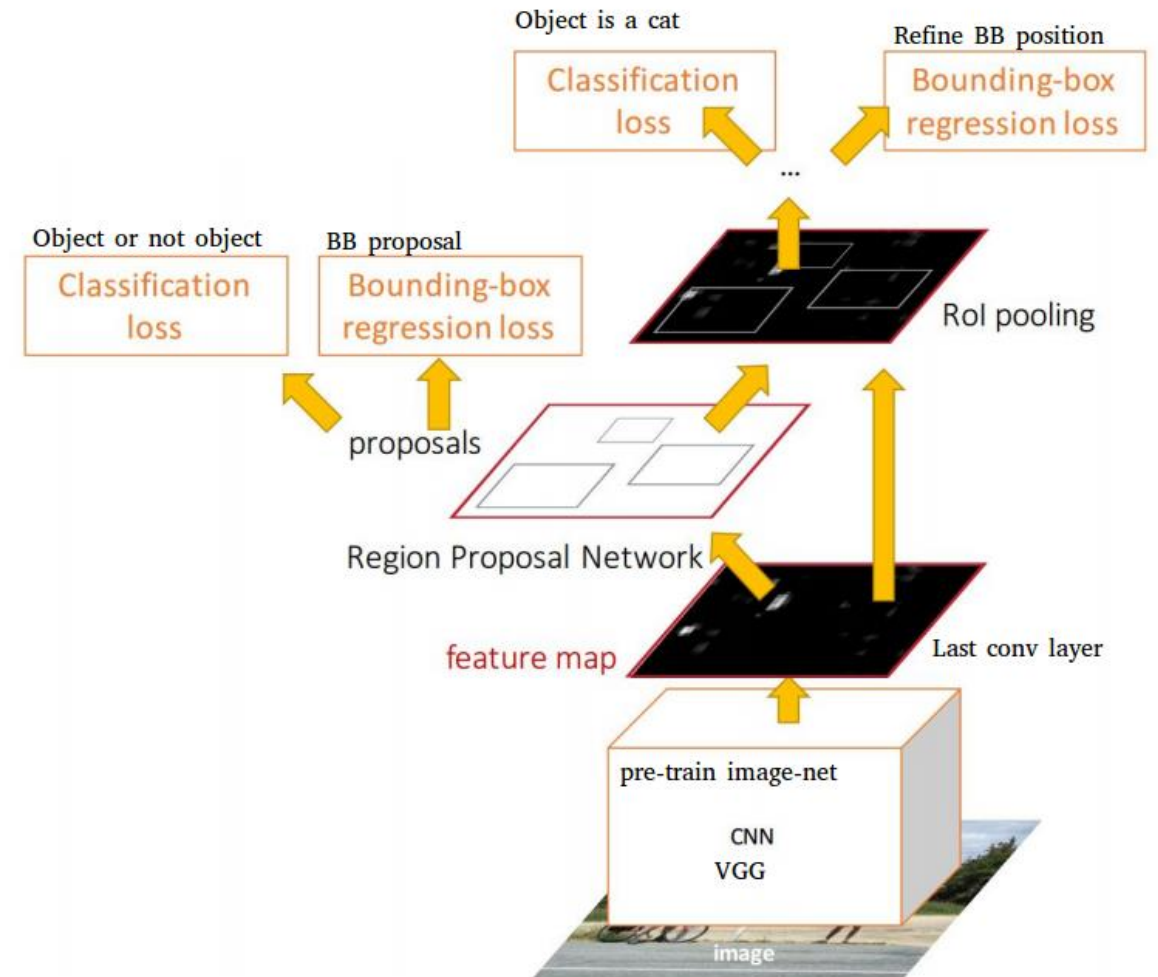 Object is a cat
Refine BB position
Classification
loss
Bounding-box
regression loss
...
Object or not object
BB proposal
Classification
loss
Bounding-box
regression loss
RoI pooling
proposals
Region Proposal Network
feature map
Last conv layer
pre-train image-net
CNN
VGG
image